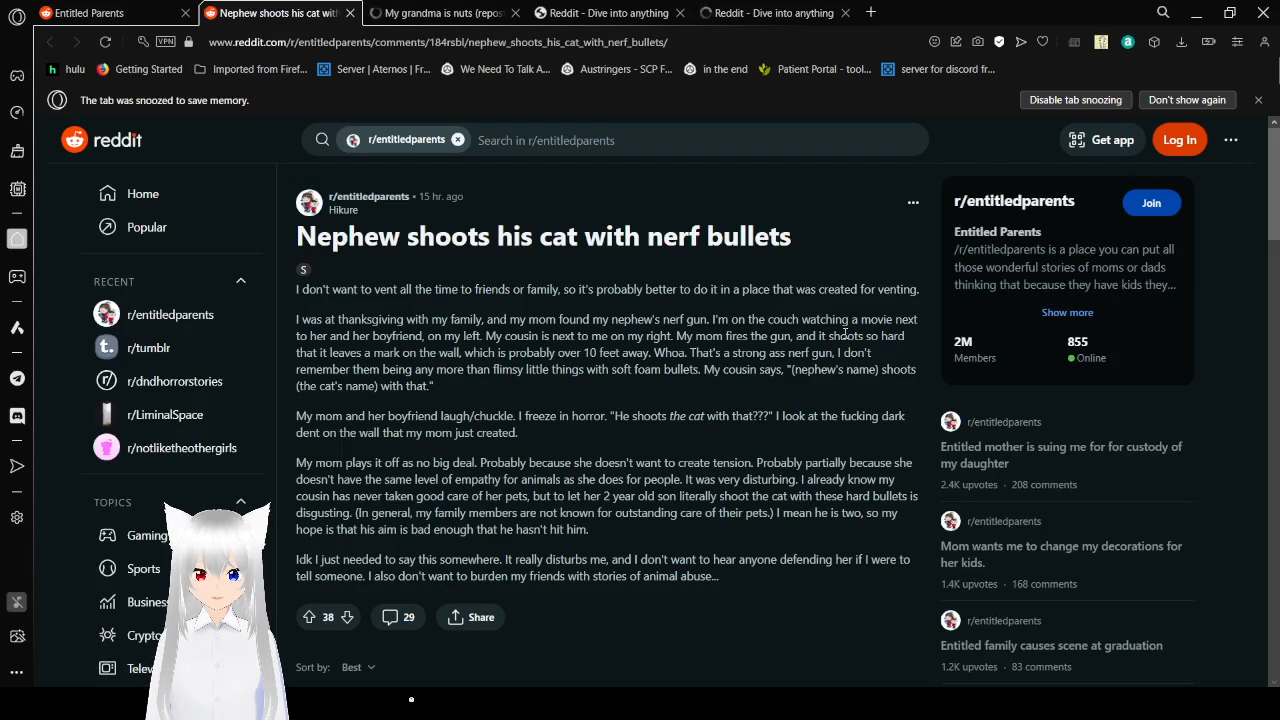 Entitled Parents
Nephew shoots his cat with
My grandma is nuts (repos
Reddit - Dive into anything
Reddit - Dive into anything
VPN
www.reddit.com/r/entitledparents/comments/184rsbl/nephew_shoots_his_cat_with_nerf_bullets/
hulu
Getting Started
Imported from Firef...
Server | Aternos | Fr...
We Need To Talk A...
Austringers - SCP F...
in the end
Patient Portal - tool...
server for discord fr...
The tab was snoozed to save memory.
Disable tab snoozing
Don't show again
reddit
r/entitledparents
Search in r/entitledparents
Get app
Log In
Home
Popular
RECENT
r/entitledparents
r/tumblr
r/dndhorrorstories
r/LiminalSpace
r/notliketheothergirls
TOPICS
Gaming
Sports
Busines
Crypto
Telev
r/entitledparents • 15 hr. ago
Hikure
Nephew shoots his cat with nerf bullets
S
I don't want to vent all the time to friends or family, so it's probably better to do it in a place that was created for venting.
I was at thanksgiving with my family, and my mom found my nephew's nerf gun. I'm on the couch watching a movie next
to her and her boyfriend, on my left. My cousin is next to me on my right. My mom fires the gun, and it shoots so hard
that it leaves a mark on the wall, which is probably over 10 feet away. Whoa. That's a strong ass nerf gun, I don't
remember then being any more than flimsy little things with soft foam bullets. My cousin says, "(nephew's name) shoots
(the cat's name) with that."
My mom and her boyfriend laugh/chuckle. I freeze in horror. "He shoots the cat with that???" I look at the fucking dark
dent on the wall that my mom just created.
My mom plays it off as no big deal. Probably because she doesn't want to create tension. Probably partially because she
doesn't have the same level of empathy for animals as she does for people. It was very disturbing. I already know my
cousin has never taken good care of her pets, but to let her 2 year old son literally shoot the cat with these hard bullets is
disgusting. (In general, my family members are not known for outstanding care of their pets.) I mean he is two, so my
hope is that his aim is bad enough that he hasn't hit him.
Idk I just needed to say this somewhere. It really disturbs me, and I don't want to hear anyone defending her if I were to
tell someone. I also don't want to burden my friends with stories of animal abuse...
38
29
Share
Sort by: Best
r/entitledparents
Join
Entitled Parents
/r/entitledparents is a place you can put all
those wonderful stories of moms or dads
thinking that because they have kids they...
Show more
2M
855
Members
Online
r/entitledparents
Entitled mother is suing me for for custody of
my daughter
2.4K upvotes · 208 comments
r/entitledparents
Mom wants me to change my decorations for
her kids.
1.4K upvotes · 168 comments
r/entitledparents
Entitled family causes scene at graduation
1.2K upvotes · 83 comments